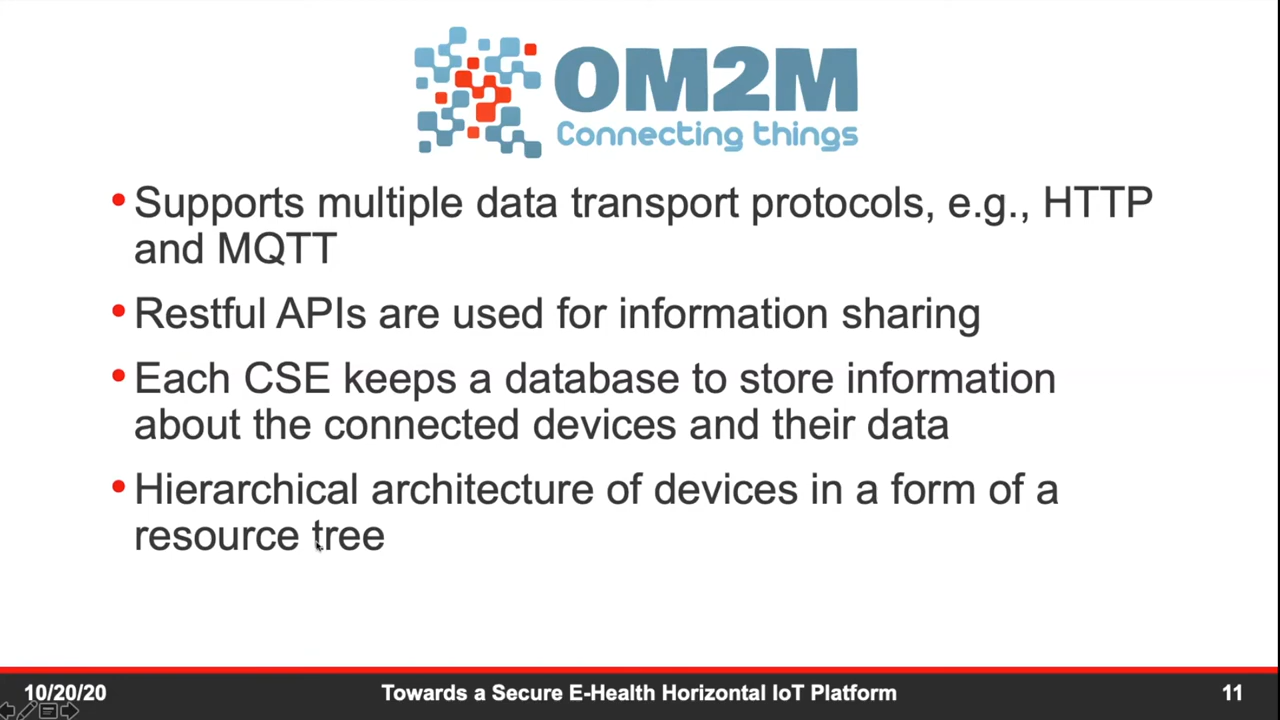 OM2M
Connecting things
•Supports multiple data transport protocols, e.g., HTTP
and MQTT
•Restful APIs are used for information sharing
•Each CSE keeps a database to store information
about the connected devices and their data
•Hierarchical architecture of devices in a form of a
resource tree
10/20/20 Towards a Secure E-Health Horizontal IoT Platform 11